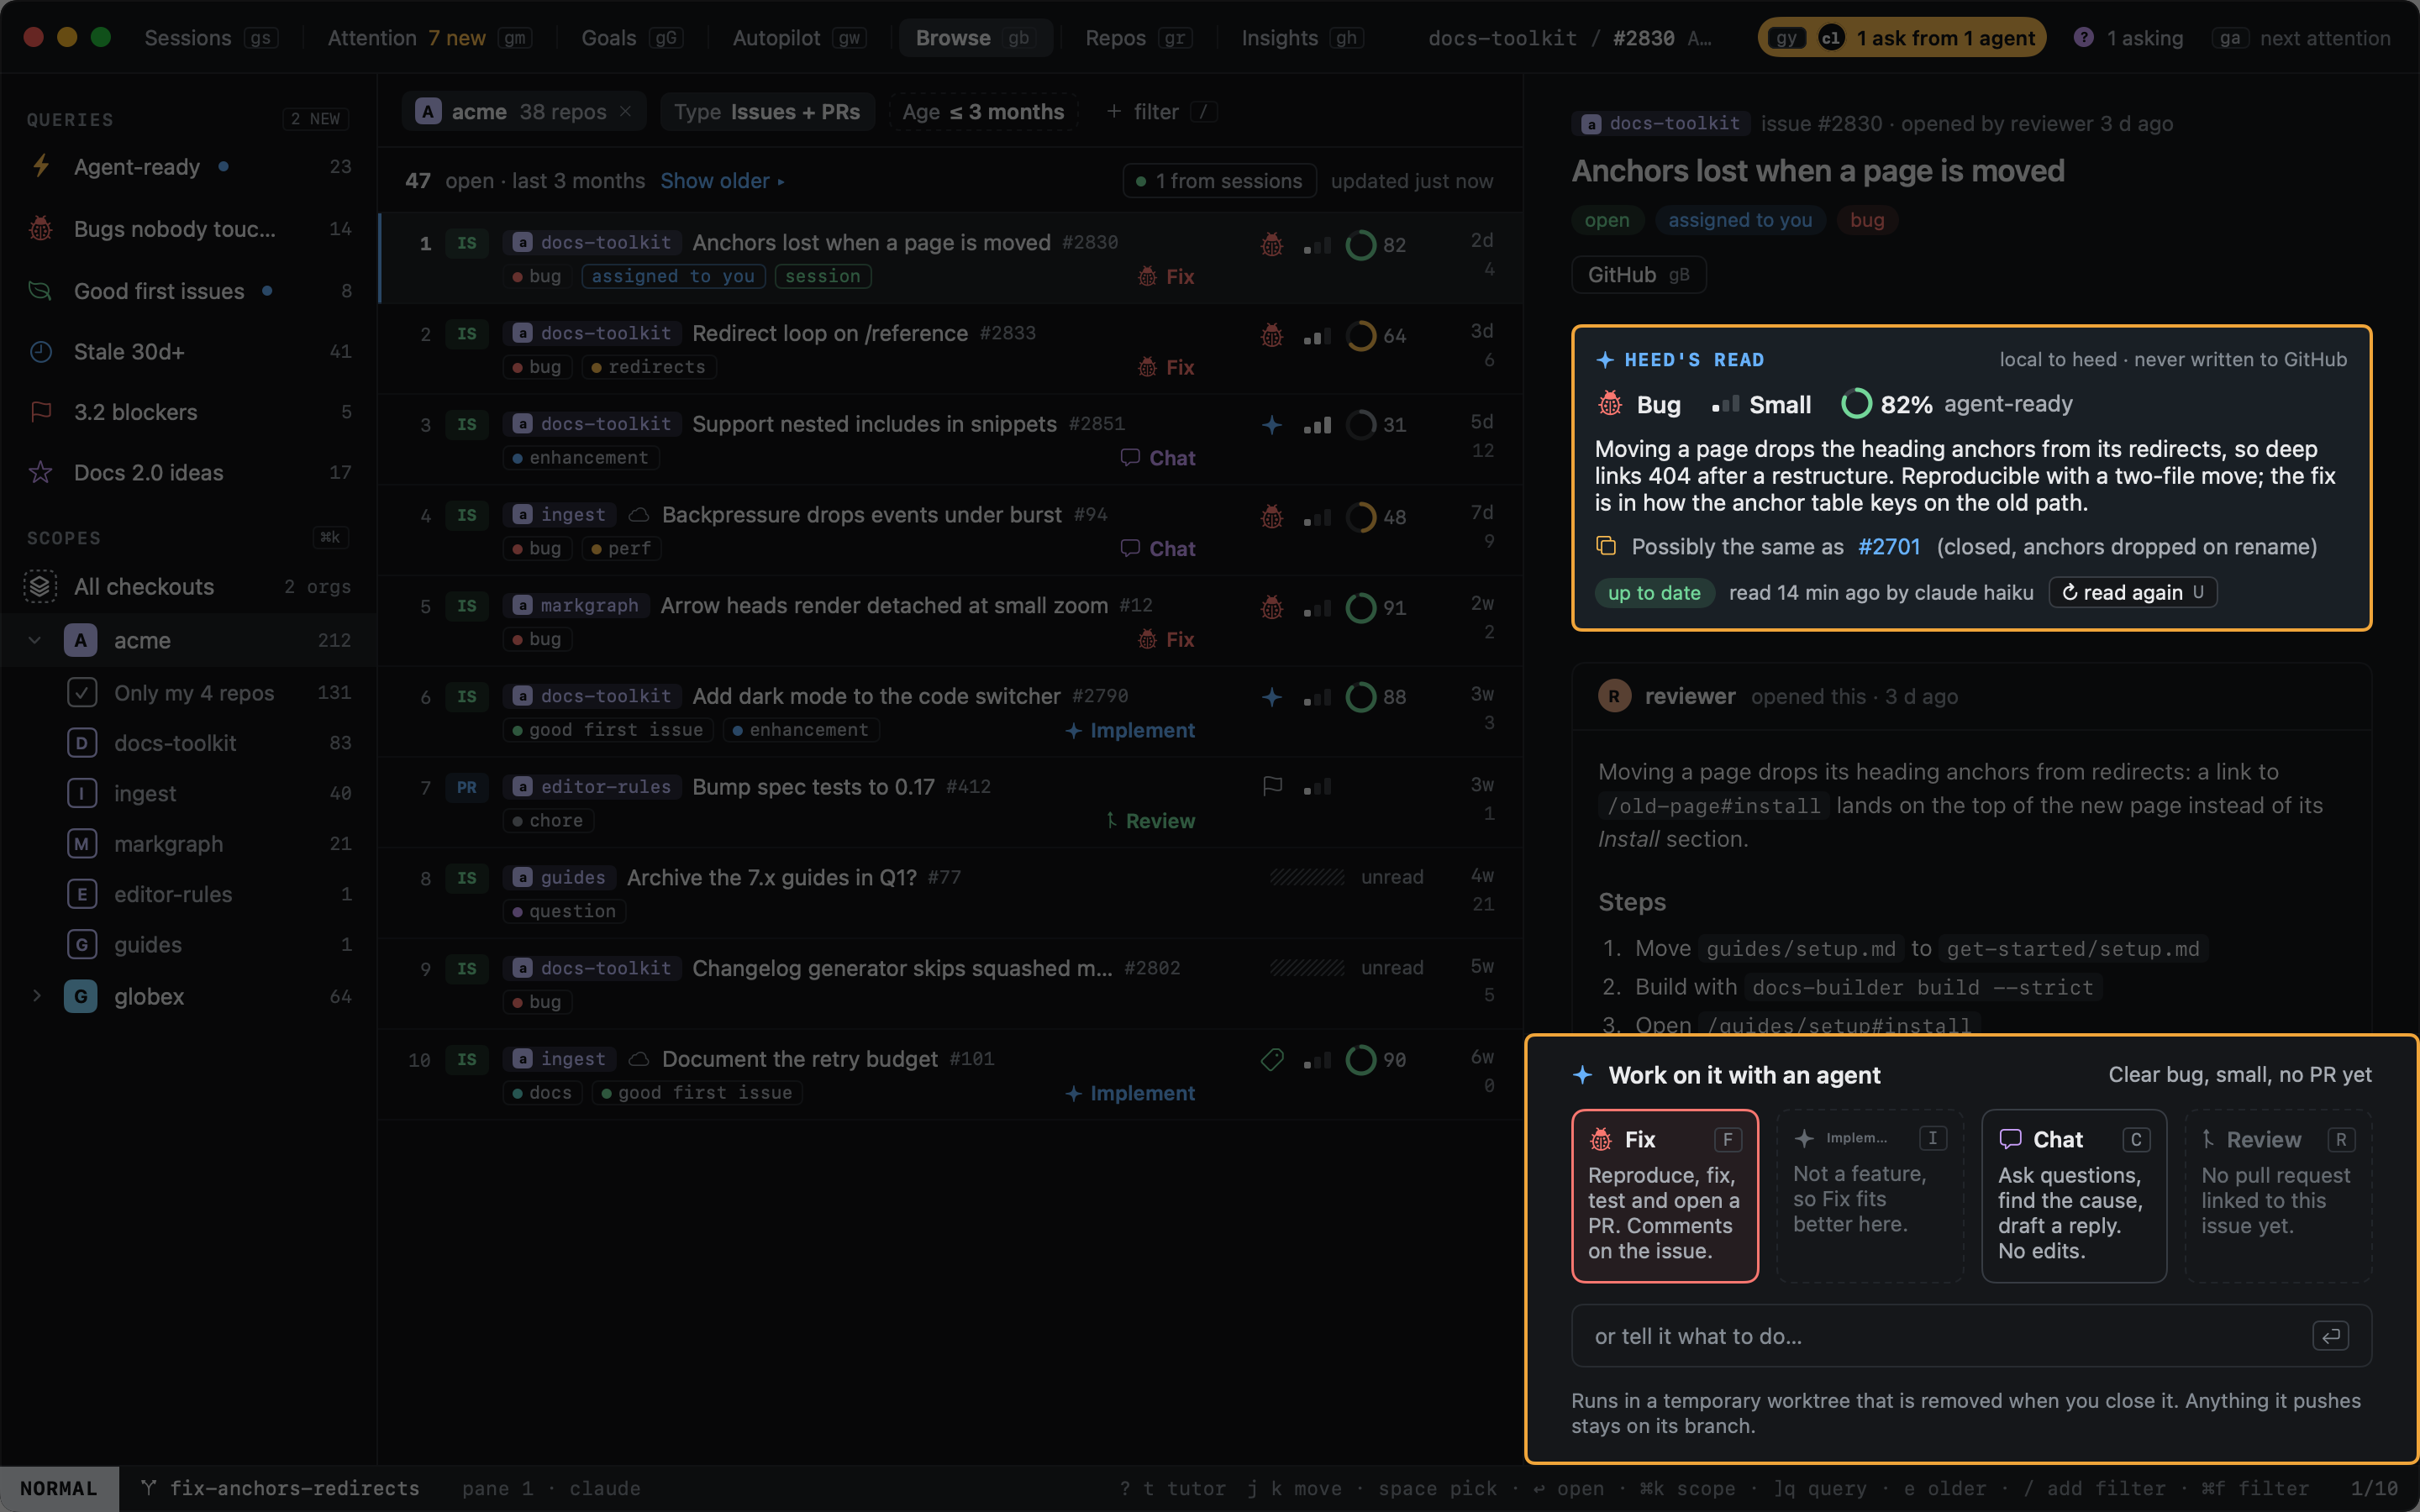 Sessions gs Attention 7 new gm Goals gG Autopilot gw Browse gb Repos gr Insights gh docs-toolkit / #2830 A… gy cl 1 ask from 1 agent ? 1 asking ga next attention
QUERIES 2 NEW
Agent-ready 23
Bugs nobody touc… 14
Good first issues 8
Stale 30d+ 41
3.2 blockers 5
Docs 2.0 ideas 17
SCOPES ⌘k
All checkouts 2 orgs
A acme 212
Only my 4 repos 131
D docs-toolkit 83
I ingest 40
M markgraph 21
E editor-rules 1
G guides 1
G globex 64
A acme 38 repos × Type Issues + PRs Age ≤ 3 months + filter /
47 open · last 3 months Show older ▸ 1 from sessions updated just now
1 IS a docs-toolkit Anchors lost when a page is moved #2830 82 2d
bug assigned to you session Fix 4
2 IS a docs-toolkit Redirect loop on /reference #2833 64 3d
bug redirects Fix 6
3 IS a docs-toolkit Support nested includes in snippets #2851 31 5d
enhancement Chat 12
4 IS a ingest Backpressure drops events under burst #94 48 7d
bug perf Chat 9
5 IS a markgraph Arrow heads render detached at small zoom #12 91 2w
bug Fix 2
6 IS a docs-toolkit Add dark mode to the code switcher #2790 88 3w
good first issue enhancement Implement 3
7 PR a editor-rules Bump spec tests to 0.17 #412 3w
chore Review 1
8 IS a guides Archive the 7.x guides in Q1? #77 unread 4w
question 21
9 IS a docs-toolkit Changelog generator skips squashed m… #2802 unread 5w
bug 5
10 IS a ingest Document the retry budget #101 90 6w
docs good first issue Implement 0
a docs-toolkit issue #2830 · opened by reviewer 3 d ago
Anchors lost when a page is moved
open assigned to you bug
GitHub gB
HEED'S READ local to heed · never written to GitHub
Bug Small 82% agent-ready
Moving a page drops the heading anchors from its redirects, so deep
links 404 after a restructure. Reproducible with a two-file move; the fix
is in how the anchor table keys on the old path.
Possibly the same as #2701 (closed, anchors dropped on rename)
up to date read 14 min ago by claude haiku read again U
R reviewer opened this · 3 d ago
Moving a page drops its heading anchors from redirects: a link to
/old-page#install lands on the top of the new page instead of its
Install section.
Steps
1. Move guides/setup.md to get-started/setup.md
2. Build with docs-builder build --strict
3. Open /guides/setup#install
Work on it with an agent Clear bug, small, no PR yet
Fix F
Reproduce, fix,
test and open a
PR. Comments
on the issue.
Implem… I
Not a feature,
so Fix fits
better here.
Chat C
Ask questions,
find the cause,
draft a reply.
No edits.
Review R
No pull request
linked to this
issue yet.
or tell it what to do…
Runs in a temporary worktree that is removed when you close it. Anything it pushes
stays on its branch.
NORMAL fix-anchors-redirects pane 1 · claude ? t tutor j k move · space pick · ↩ open · ⌘k scope · ]q query · e older · / add filter · ⌘f filter 1/10